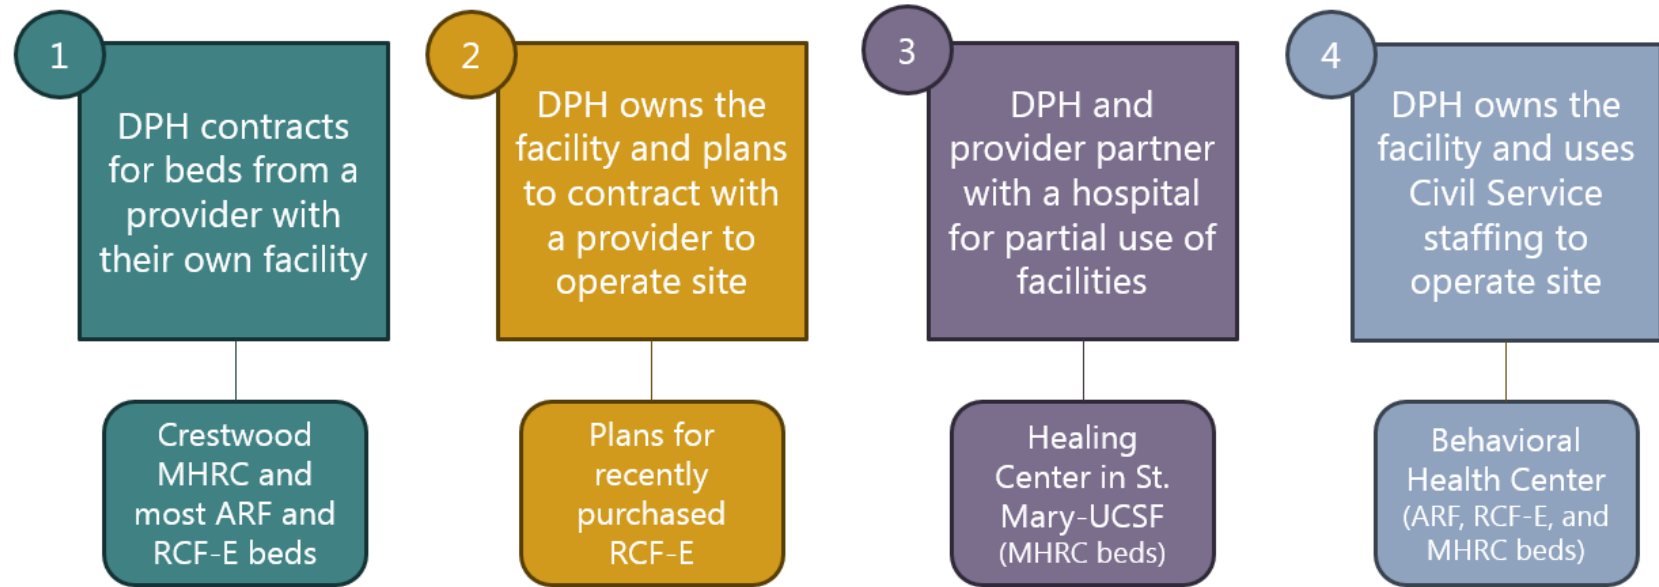 1
DPH contracts
for beds from a
provider with
their own facility
Crestwood
MHRC and
most ARF and
RCF-E beds
2
DPH owns the
facility and plans
to contract with
a provider to
operate site
Plans for
recently
purchased
RCF-E
3
DPH and
provider partner
with a hospital
for partial use of
facilities
Healing
Center in St.
Mary-UCSF
(MHRC beds)
4
DPH owns the
facility and uses
Civil Service
staffing to
operate site
Behavioral
Health Center
(ARF, RCF-E, and
MHRC beds)